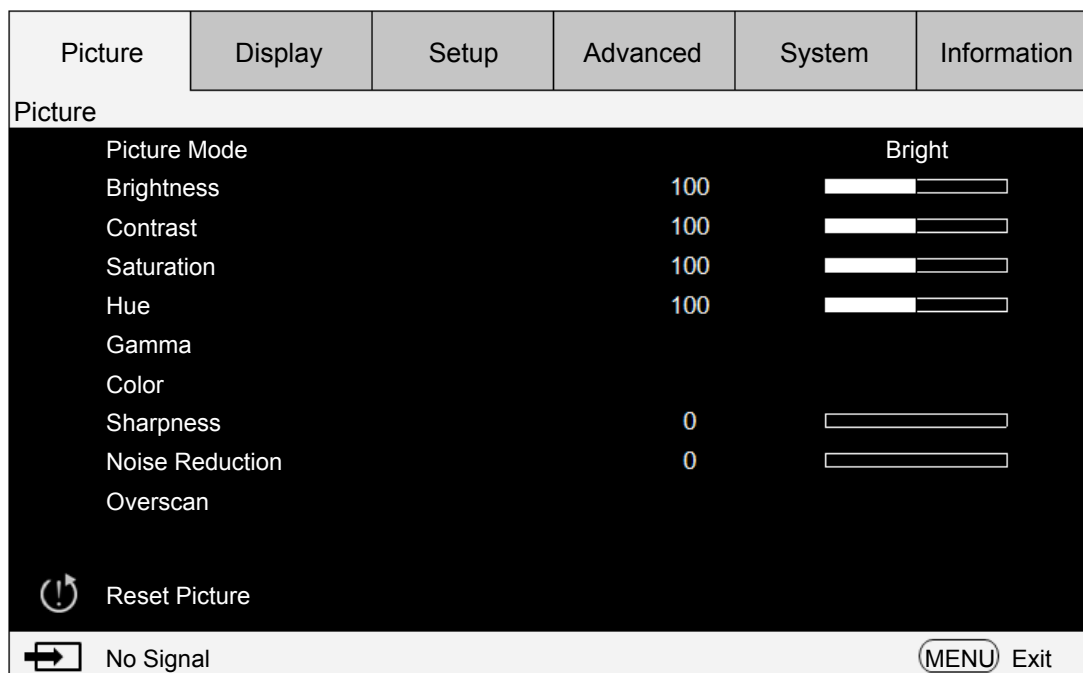 Picture Display Setup Advanced System Information
Picture
Picture Mode Bright
Brightness 100
Contrast 100
Saturation 100
Hue 100
Gamma
Color
Sharpness 0
Noise Reduction 0
Overscan
Reset Picture
No Signal MENU Exit